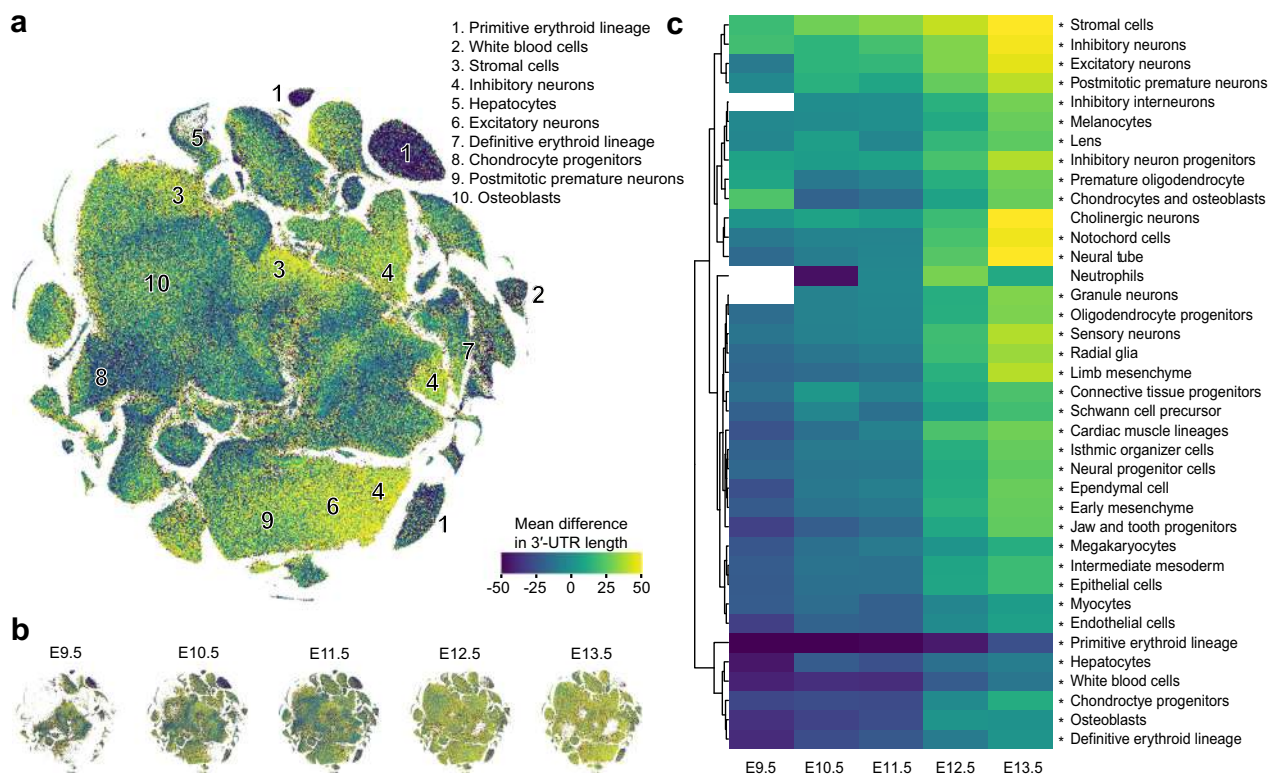 a
1. Primitive erythroid lineage
2. White blood cells
3. Stromal cells
4. Inhibitory neurons
5. Hepatocytes
6. Excitatory neurons
7. Definitive erythroid lineage
8. Chondrocyte progenitors
9. Postmitotic premature neurons
10. Osteoblasts
1
5
1
3
3
4
10
2
7
8
4
4
6
9
1
Mean difference
in 3′-UTR length
-50 -25 0 25 50
b
E9.5 E10.5 E11.5 E12.5 E13.5
c
* Stromal cells
* Inhibitory neurons
* Excitatory neurons
* Postmitotic premature neurons
* Inhibitory interneurons
* Melanocytes
* Lens
* Inhibitory neuron progenitors
* Premature oligodendrocyte
* Chondrocytes and osteoblasts
Cholinergic neurons
* Notochord cells
* Neural tube
Neutrophils
* Granule neurons
* Oligodendrocyte progenitors
* Sensory neurons
* Radial glia
* Limb mesenchyme
* Connective tissue progenitors
* Schwann cell precursor
* Cardiac muscle lineages
* Isthmic organizer cells
* Neural progenitor cells
* Ependymal cell
* Early mesenchyme
* Jaw and tooth progenitors
* Megakaryocytes
* Intermediate mesoderm
* Epithelial cells
* Myocytes
* Endothelial cells
* Primitive erythroid lineage
* Hepatocytes
* White blood cells
* Chondroctye progenitors
* Osteoblasts
* Definitive erythroid lineage
E9.5 E10.5 E11.5 E12.5 E13.5